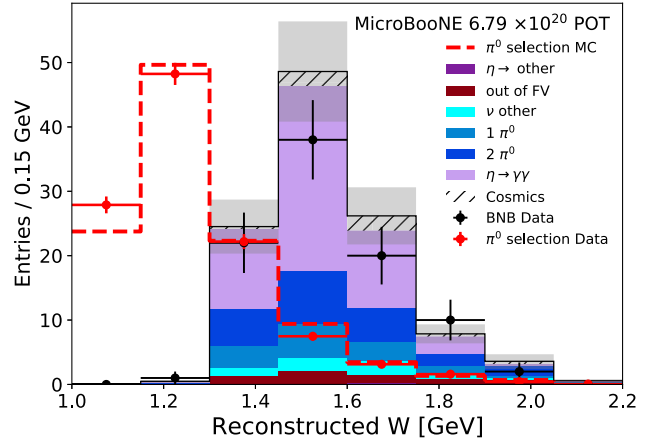 MicroBooNE 6.79 ×10²⁰ POT
π⁰ selection MC
η→ other
out of FV
ν other
1 π⁰
2 π⁰
η→γγ
Cosmics
BNB Data
π⁰ selection Data
Entries / 0.15 GeV
50
40
30
20
10
0
1.0 1.2 1.4 1.6 1.8 2.0 2.2
Reconstructed W [GeV]